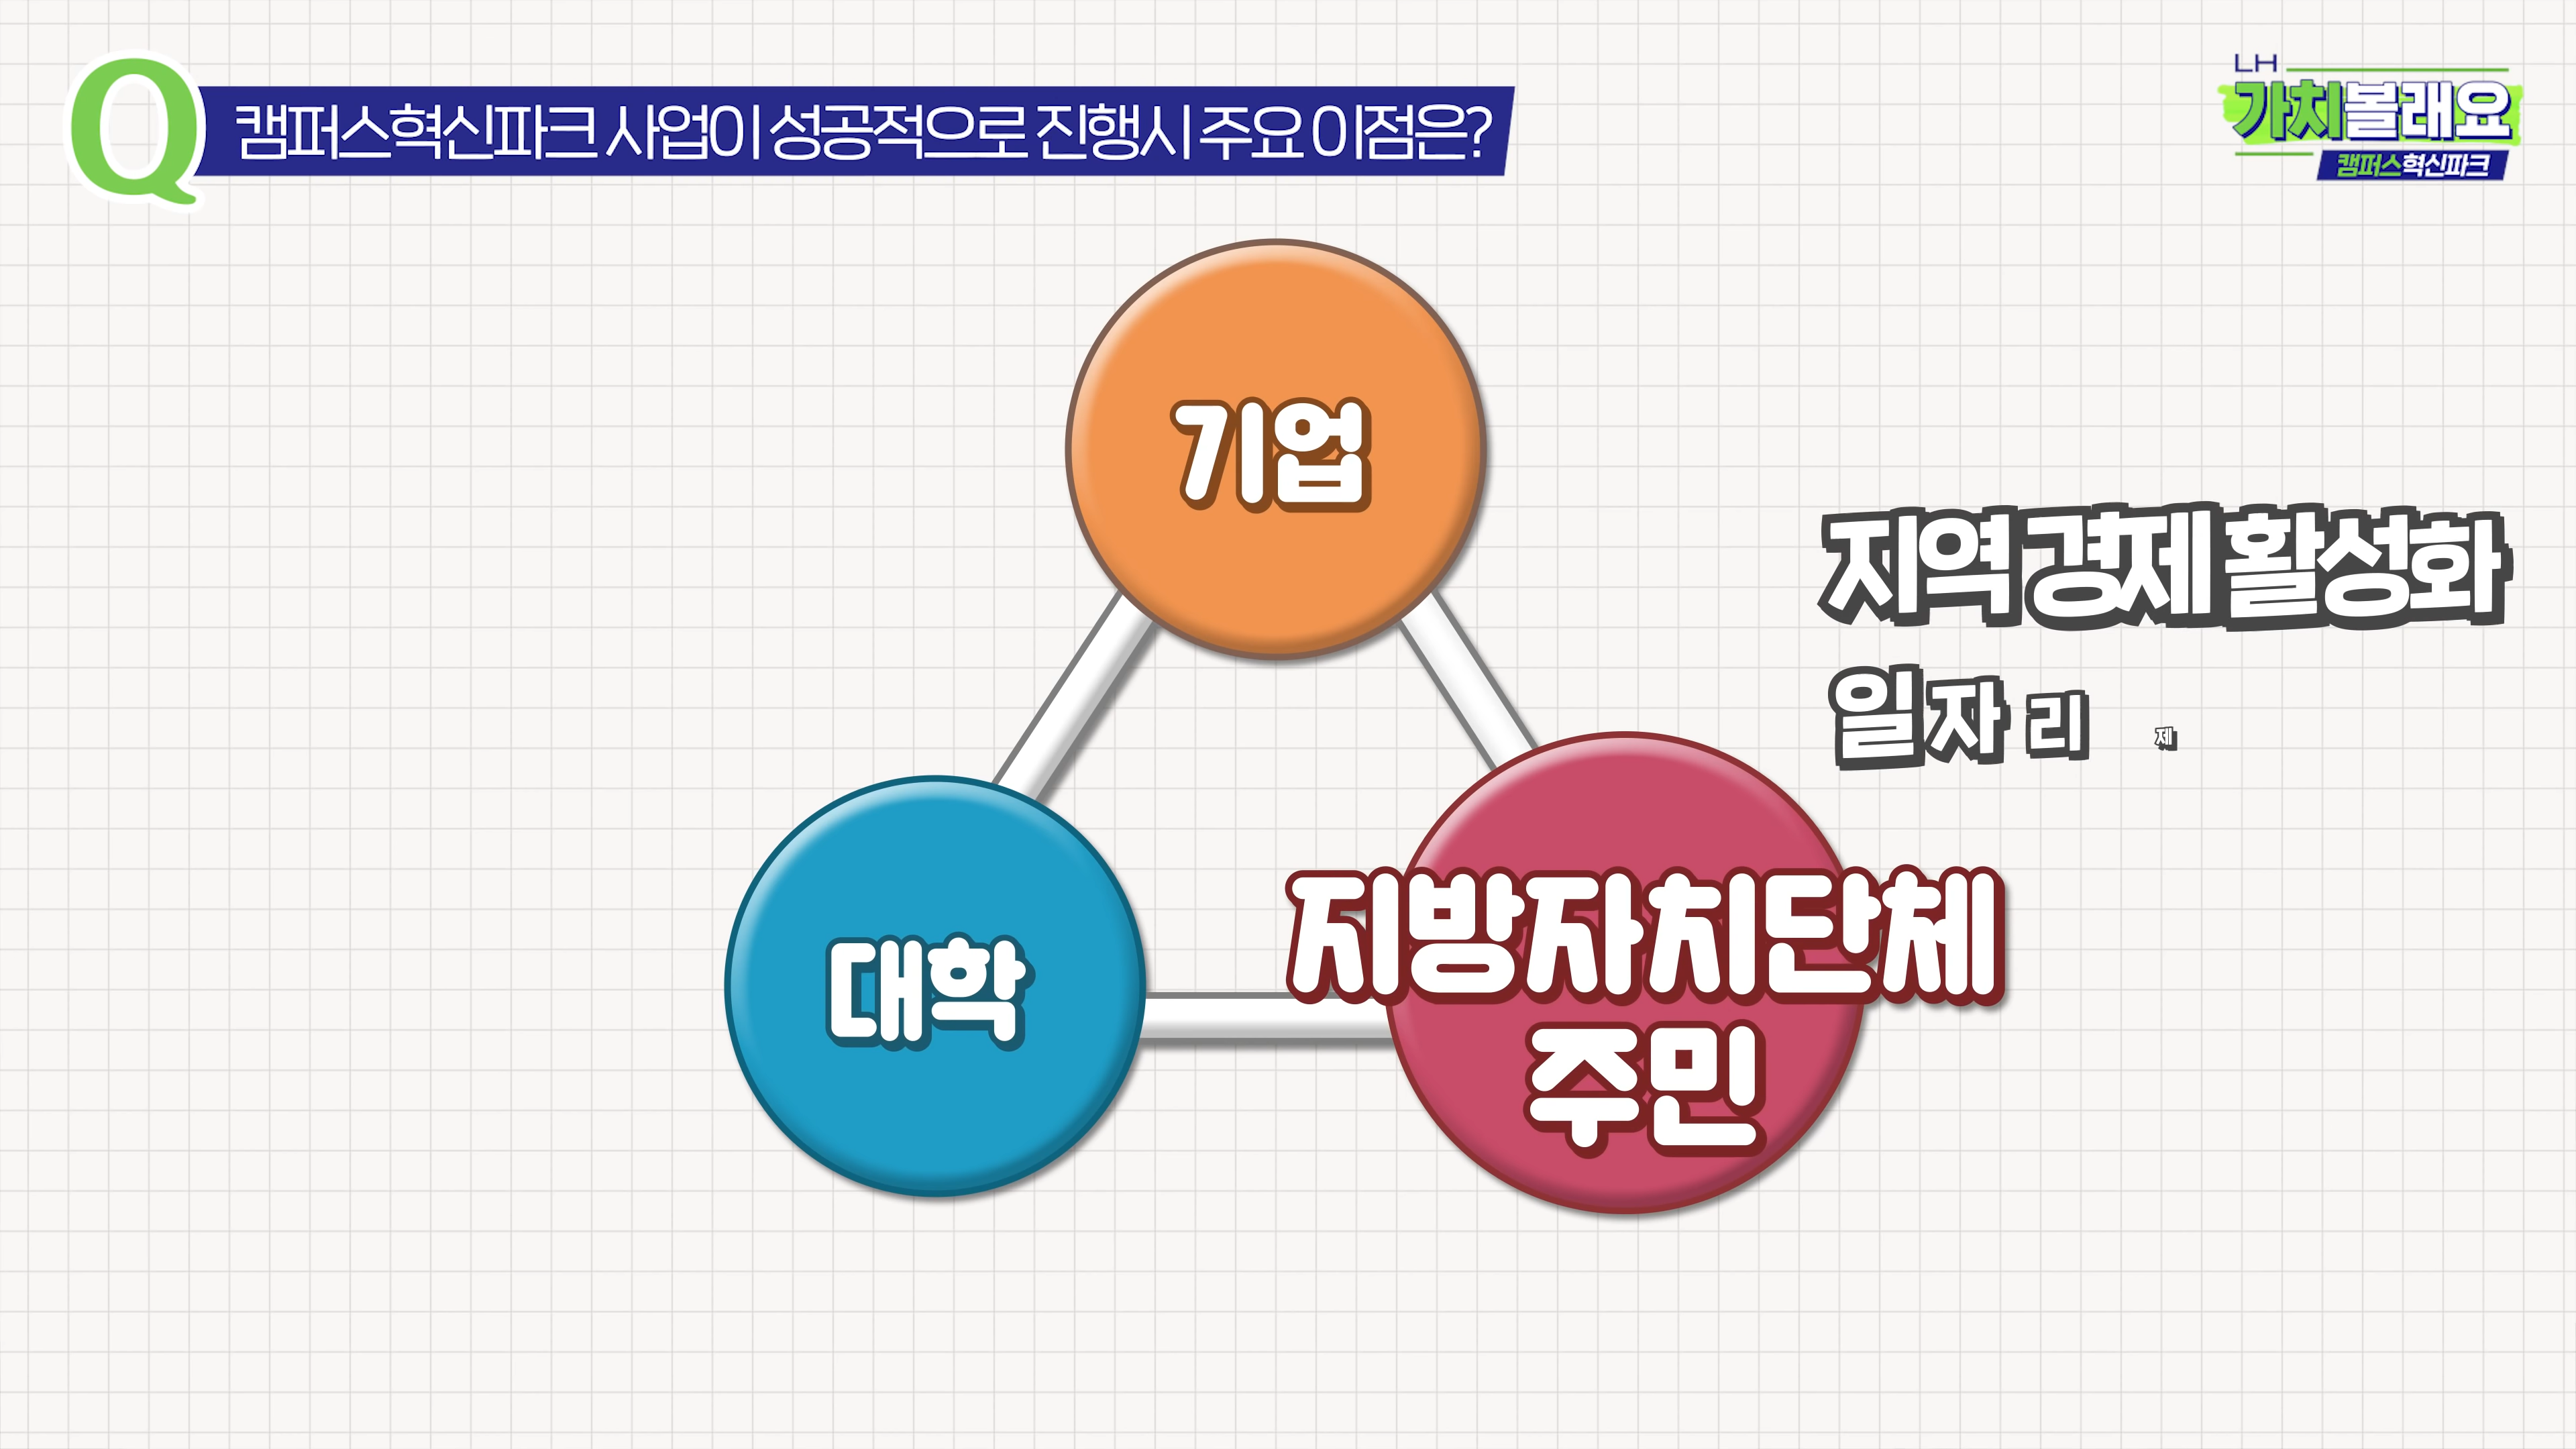 Q 캠퍼스혁신파크 사업이 성공적으로 진행시 주요 이점은?
LH
가치볼래요
캠퍼스혁신파크
기업
지역 경제 활성화
일자리 제
지방자치단체
주민
대학